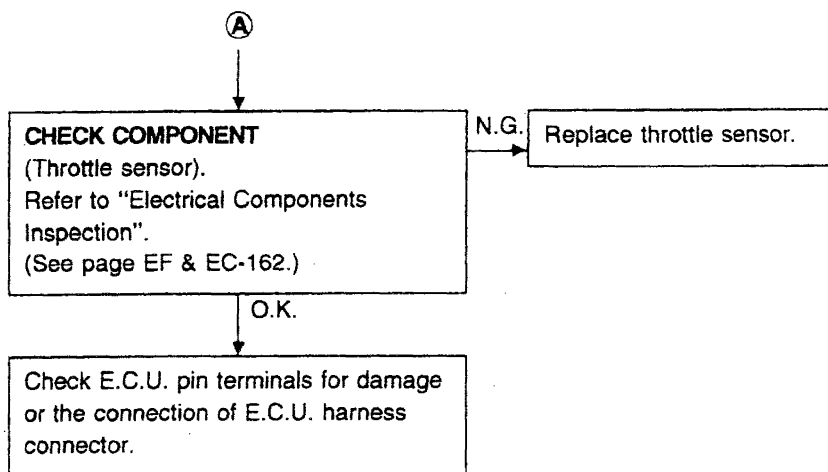 A
CHECK COMPONENT
(Throttle sensor).
Refer to “Electrical Components
Inspection”.
(See page EF & EC-162.)
N.G.
Replace throttle sensor.
O.K.
Check E.C.U. pin terminals for damage
or the connection of E.C.U. harness
connector.